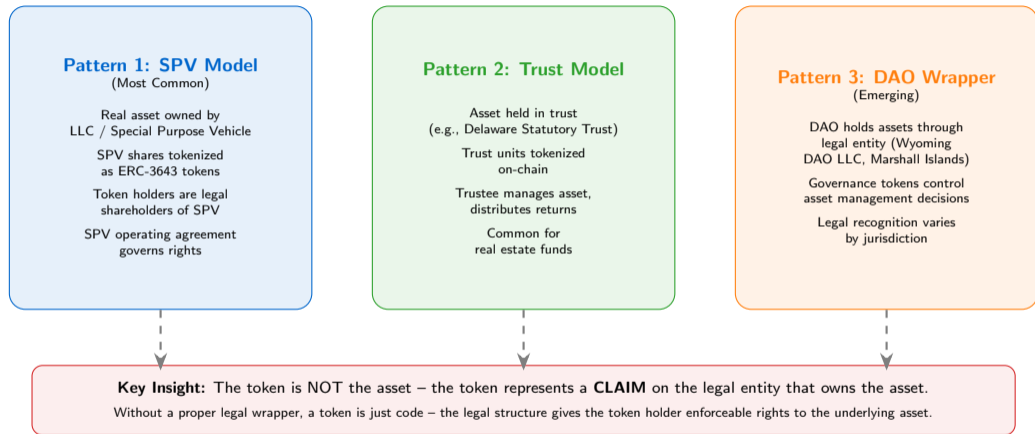 Pattern 1: SPV Model
(Most Common)
Real asset owned by
LLC / Special Purpose Vehicle
SPV shares tokenized
as ERC-3643 tokens
Token holders are legal
shareholders of SPV
SPV operating agreement
governs rights
Pattern 2: Trust Model
Asset held in trust
(e.g., Delaware Statutory Trust)
Trust units tokenized
on-chain
Trustee manages asset,
distributes returns
Common for
real estate funds
Pattern 3: DAO Wrapper
(Emerging)
DAO holds assets through
legal entity (Wyoming
DAO LLC, Marshall Islands)
Governance tokens control
asset management decisions
Legal recognition varies
by jurisdiction
Key Insight: The token is NOT the asset – the token represents a CLAIM on the legal entity that owns the asset.
Without a proper legal wrapper, a token is just code – the legal structure gives the token holder enforceable rights to the underlying asset.